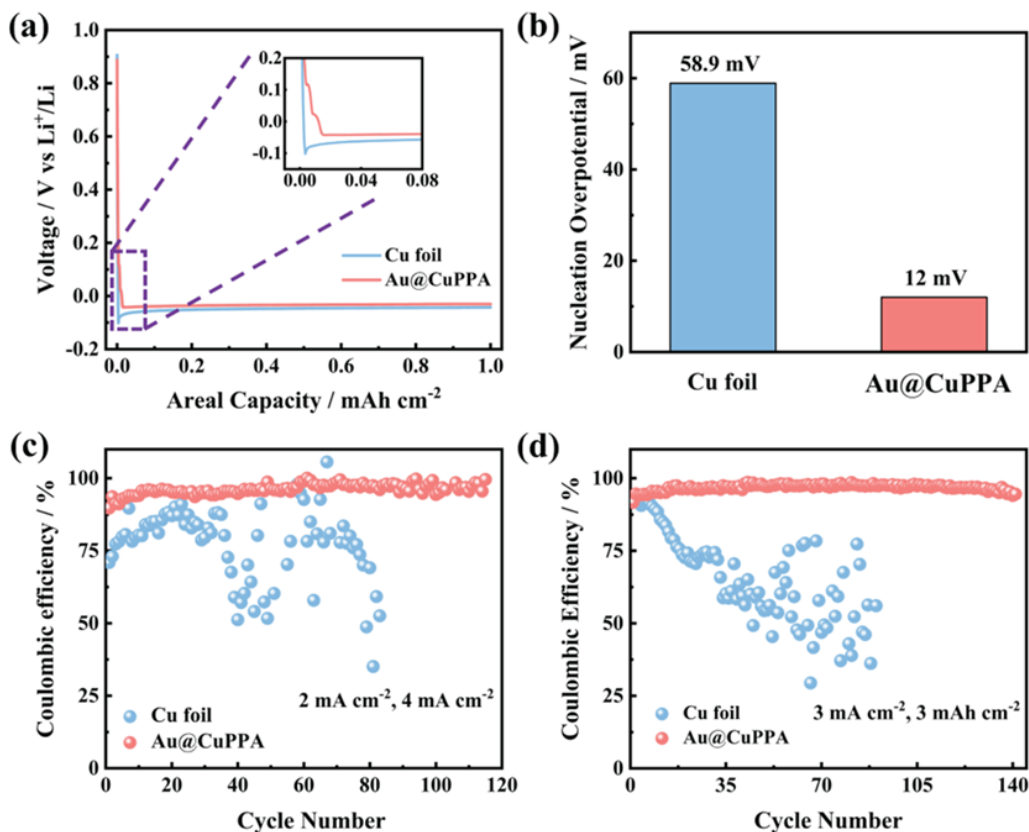 (a)
Voltage / V vs Li⁺/Li
1.0
0.8
0.6
0.4
0.2
0.0
-0.2
0.2
0.1
0.0
-0.1
0.00 0.04 0.08
Cu foil
Au@CuPPA
0.0 0.2 0.4 0.6 0.8 1.0
Areal Capacity / mAh cm⁻²
(b)
Nucleation Overpotential / mV
60
40
20
0
58.9 mV
12 mV
Cu foil Au@CuPPA
(c)
Coulombic efficiency / %
100
75
50
25
0
2 mA cm⁻², 4 mA cm⁻²
Cu foil
Au@CuPPA
0 20 40 60 80 100 120
Cycle Number
(d)
Coulombic Efficiency / %
100
75
50
25
0
Cu foil 3 mA cm⁻², 3 mAh cm⁻²
Au@CuPPA
0 35 70 105 140
Cycle Number